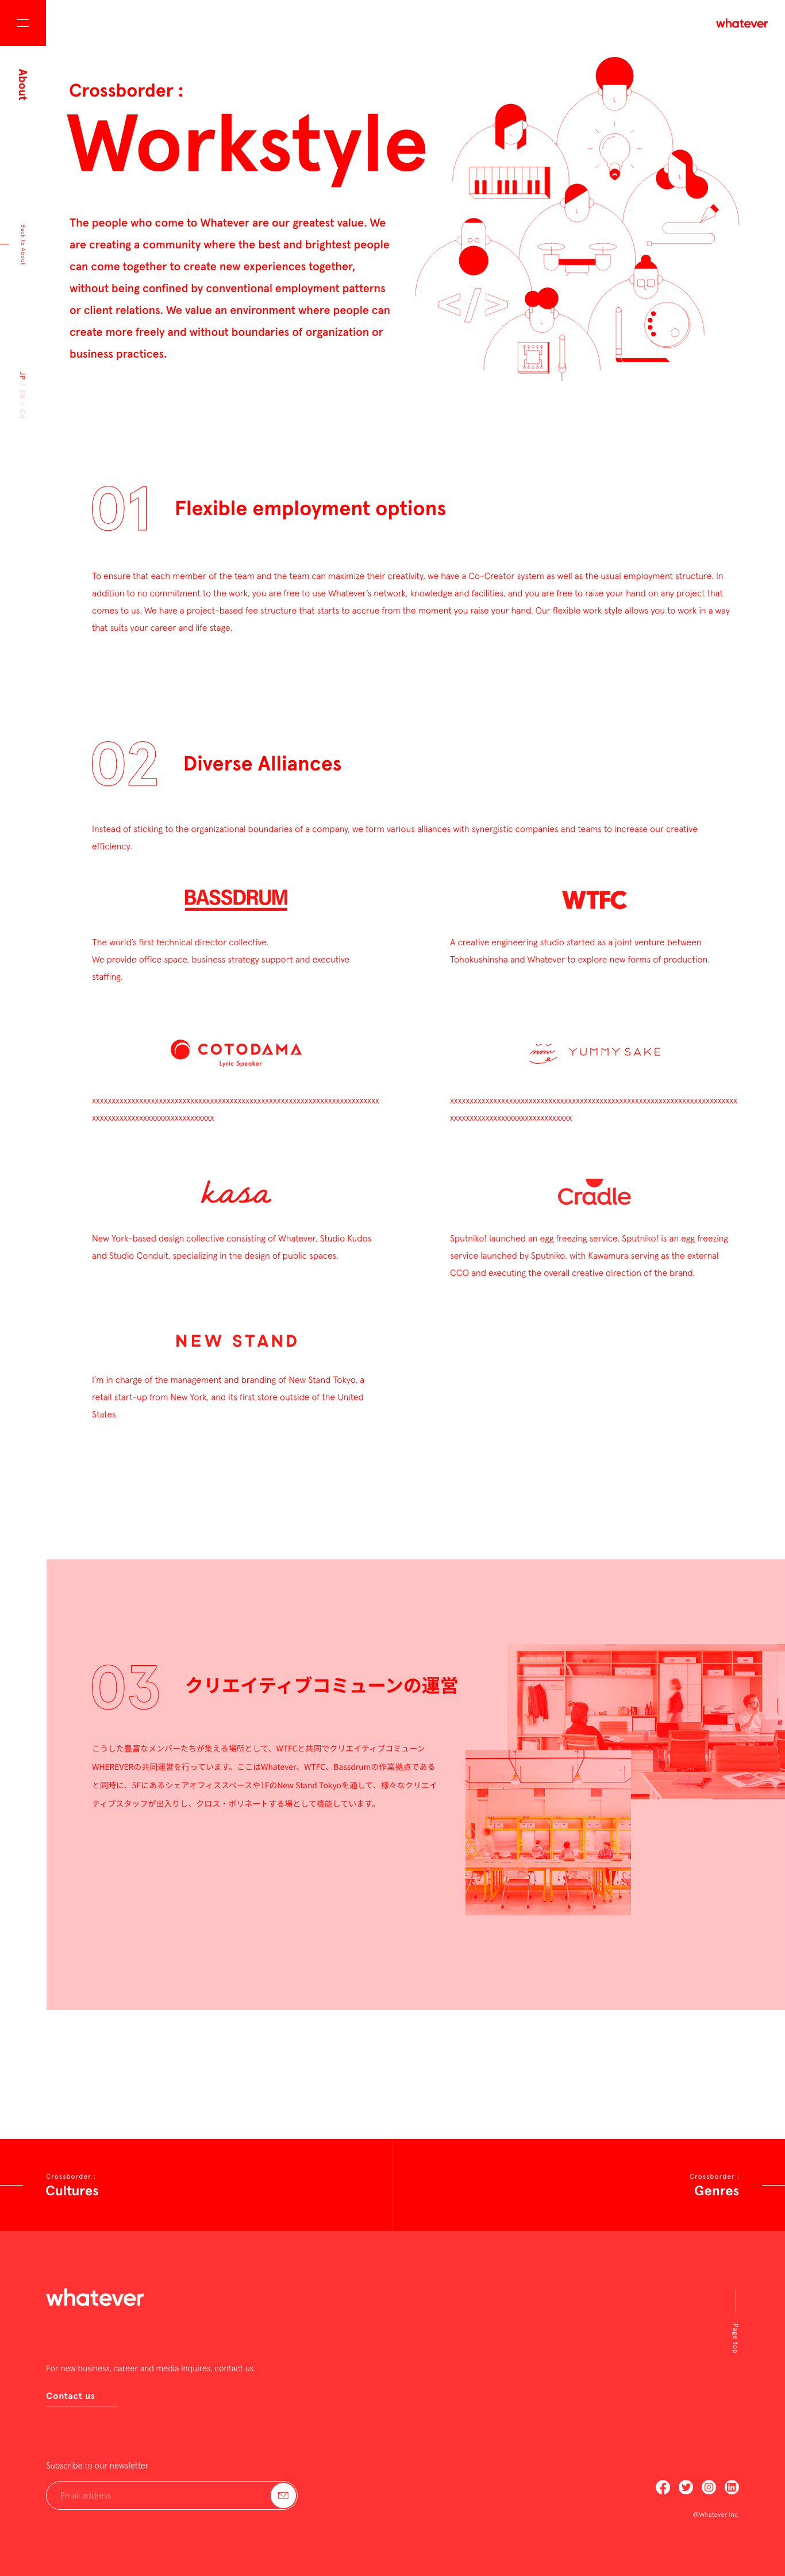 whatever
About
Crossborder :
Workstyle
Back to About
The people who come to Whatever are our greatest value. We
are creating a community where the best and brightest people
can come together to create new experiences together,
without being confined by conventional employment patterns
or client relations. We value an environment where people can
create more freely and without boundaries of organization or
business practices.
</>
JP / EN / CH
01
Flexible employment options
To ensure that each member of the team and the team can maximize their creativity, we have a Co-Creator system as well as the usual employment structure. In
addition to no commitment to the work, you are free to use Whatever's network, knowledge and facilities, and you are free to raise your hand on any project that
comes to us. We have a project-based fee structure that starts to accrue from the moment you raise your hand. Our flexible work style allows you to work in a way
that suits your career and life stage.
02
Diverse Alliances
Instead of sticking to the organizational boundaries of a company, we form various alliances with synergistic companies and teams to increase our creative
efficiency.
BASSDRUM
The world's first technical director collective.
We provide office space, business strategy support and executive
staffing.
WTFC
A creative engineering studio started as a joint venture between
Tohokushinsha and Whatever to explore new forms of production.
COTODAMA
Lyric Speaker
YUMMY SAKE
kasa
New York-based design collective consisting of Whatever, Studio Kudos
and Studio Conduit, specializing in the design of public spaces.
Cradle
Sputniko! launched an egg freezing service. Sputniko! is an egg freezing
service launched by Sputniko, with Kawamura serving as the external
CCO and executing the overall creative direction of the brand.
NEW STAND
I'm in charge of the management and branding of New Stand Tokyo, a
retail start-up from New York, and its first store outside of the United
States.
03
クリエイティブコミューンの運営
こうした豊富なメンバーたちが集える場所として、WTFCと共同でクリエイティブコミューン
WHEREVERの共同運営を行っています。ここはWhatever、WTFC、Bassdrumの作業拠点である
と同時に、5Fにあるシェアオフィススペースや1FのNew Stand Tokyoを通して、様々なクリエイ
ティブスタッフが出入りし、クロス・ポリネートする場として機能しています。
Crossborder :
Cultures
Crossborder :
Genres
whatever
Page top
For new business, career and media inquires, contact us.
Contact us
Subscribe to our newsletter
Email address
@Whatever Inc.